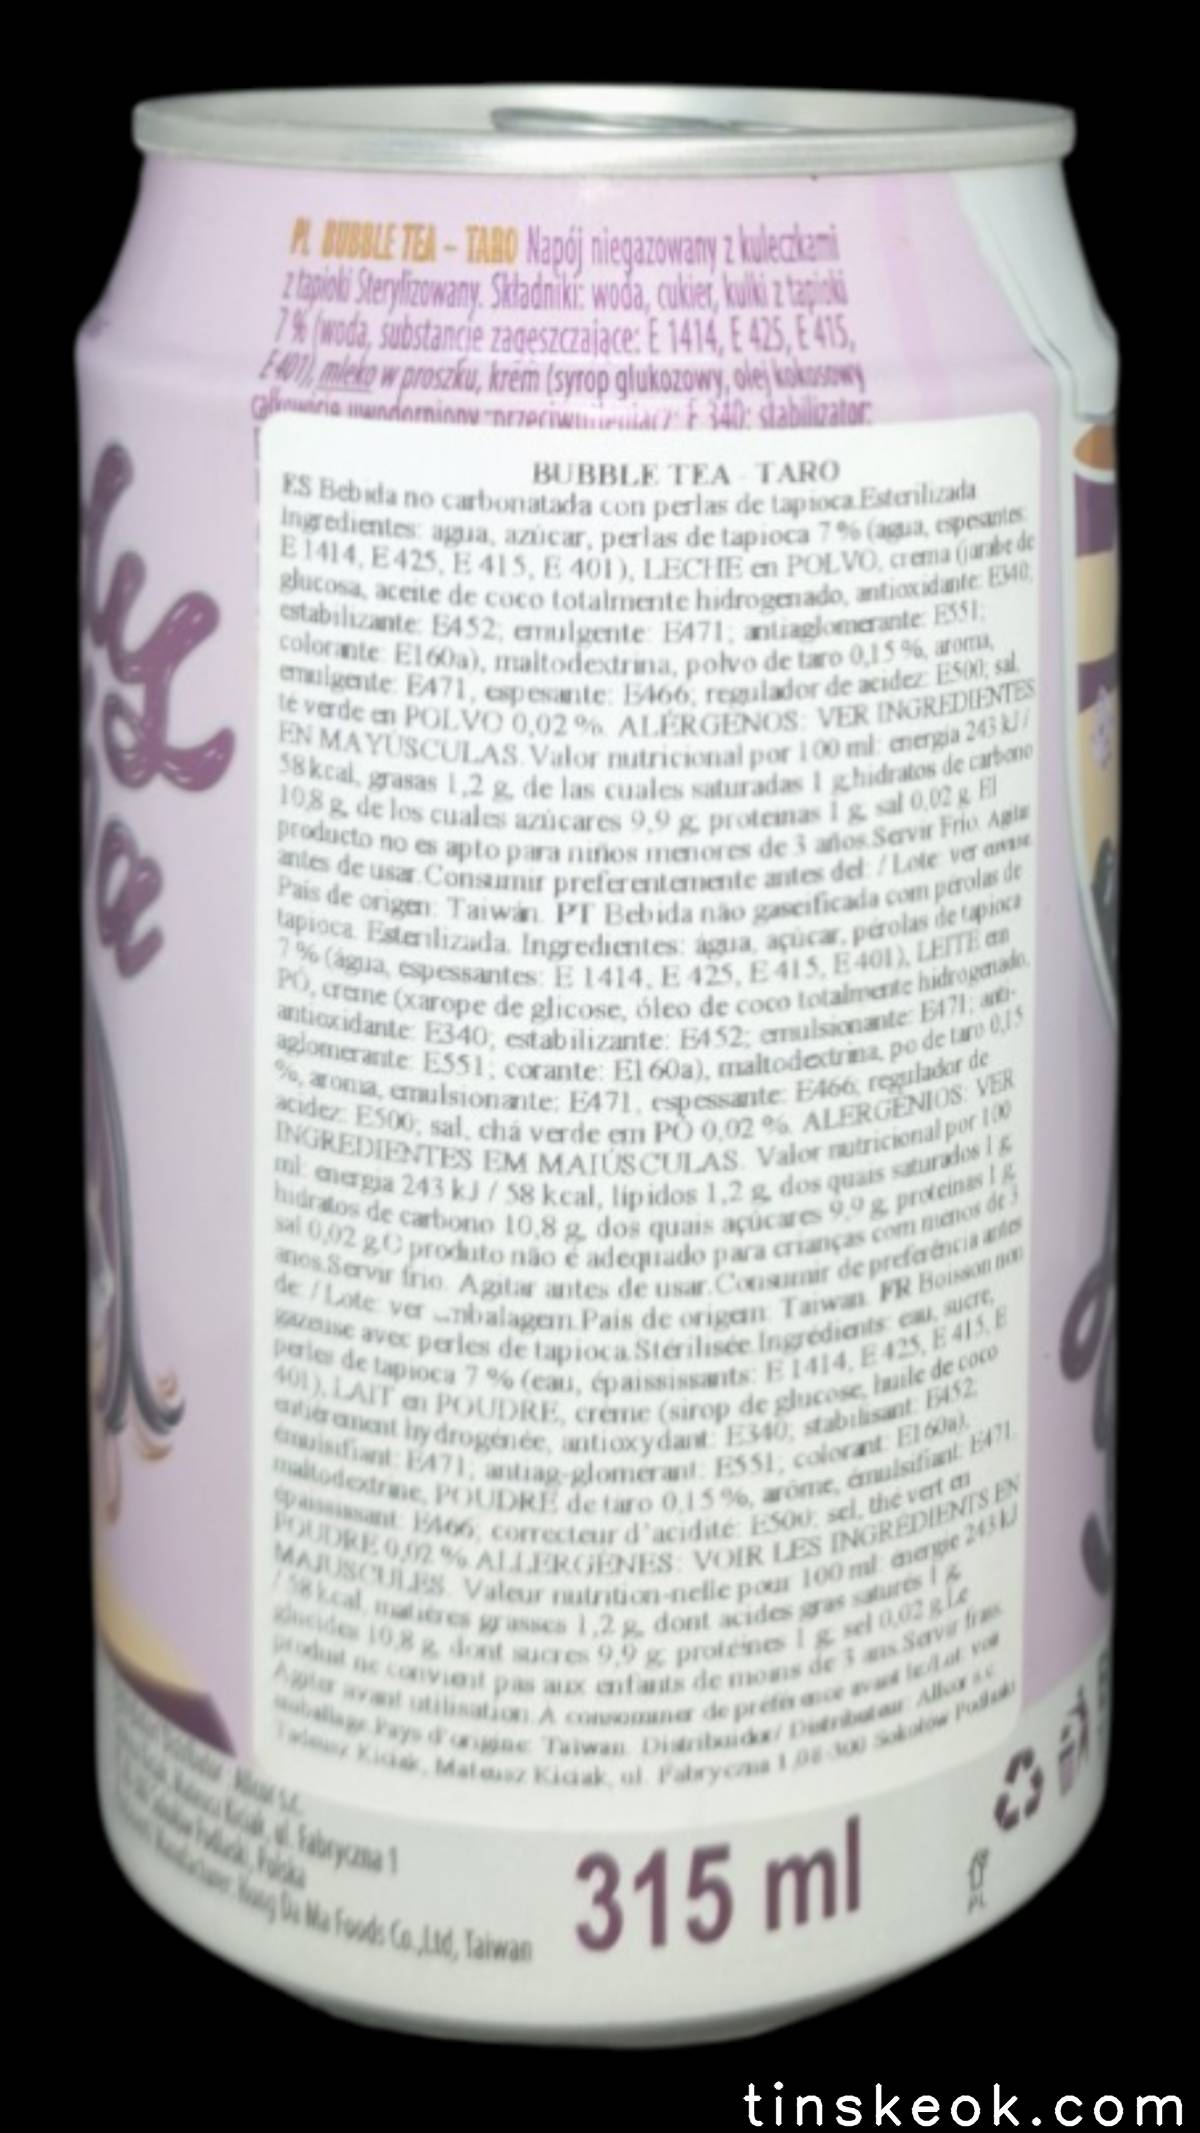 PL BUBBLE TEA – TARO Napój niegazowany z kuleczkami
z tapioki Sterylizowany. Składniki: woda, cukier, kulki z tapioki
7 % (woda, substancje zagęszczające: E 1414, E 425, E 415,
E 401), mleko w proszku, krem (syrop glukozowy, olej kokosowy
całkowicie uwodorniony E 340; stabilizator:
BUBBLE TEA - TARO
ES Bebida no carbonatada con perlas de tapioca.Esterilizada
Ingredientes: agua, azúcar, perlas de tapioca 7 % (agua, espesantes:
E 1414, E 425, E 415, E 401), LECHE en POLVO, crema (jarabe de
glucosa, aceite de coco totalmente hidrogenado, antioxidante: E340;
estabilizante: E452; emulgente: E471; antiaglomerante: E551;
colorante: E160a), maltodextrina, polvo de taro 0,15 %, aroma,
emulgente: E471, espesante: E466; regulador de acidez: E500; sal,
té verde en POLVO 0,02 %. ALÉRGENOS: VER INGREDIENTES
EN MAYÚSCULAS.Valor nutricional por 100 ml: energia 243 kJ /
58 kcal, grasas 1,2 g, de las cuales saturadas 1 g,hidratos de carbono
10,8 g, de los cuales azúcares 9,9 g; proteinas 1 g, sal 0,02 g. El
producto no es apto para niños menores de 3 años.Servir Frío. Agitar
antes de usar.Consumir preferentemente antes del: / Lote: ver envase.
País de origen: Taiwán. PT Bebida não gaseificada com pérolas de
tapioca. Esterilizada. Ingredientes: água, açúcar, pérolas de tapioca
7 % (água, espessantes: E 1414, E 425, E 415, E 401), LEITE em
PÓ, creme (xarope de glicose, óleo de coco totalmente hidrogenado,
antioxidante: E340; estabilizante: E452; emulsionante: E471; anti-
aglomerante: E551; corante: E160a), maltodextrina, po de taro 0,15
%, aroma, emulsionante; E471, espessante: E466; regulador de
acidez: E500; sal, chá verde em PÓ 0,02 %. ALERGÉNIOS: VER
INGREDIENTES EM MAIÚSCULAS. Valor nutricional por 100
ml: energia 243 kJ / 58 kcal, lípidos 1,2 g, dos quais saturados 1 g,
hidratos de carbono 10,8 g, dos quais açúcares 9,9 g, proteínas 1 g,
sal 0,02 g.O produto não é adequado para crianças com menos de 3
anos.Servir frio. Agitar antes de usar.Consumir de preferência antes
de: / Lote: ver embalagem.País de origem: Taiwan. FR Boisson non
gazeuse avec perles de tapioca.Stérilisée.Ingrédients: eau, sucre,
perles de tapioca 7 % (eau, épaississants: E 1414, E 425, E 415, E
401), LAIT en POUDRE, crème (sirop de glucose, huile de coco
entièrement hydrogénée, antioxydant: E340; stabilisant: E452;
émulsifiant: E471; antiag-glomérant: E551; colorant: E160a),
maltodextrine, POUDRE de taro 0,15 %, arôme, émulsifiant: E471,
épaississant: E466; correcteur d'acidité: E500; sel, thé vert en
POUDRE 0,02 %.ALLERGÈNES: VOIR LES INGRÉDIENTS EN
MAJUSCULES. Valeur nutrition-nelle pour 100 ml: énergie 243 kJ
/ 58 kcal, matières grasses 1,2 g, dont acides gras saturés 1 g,
glucides 10,8 g, dont sucres 9,9 g; protéines 1 g, sel 0,02 g.Le
produit ne convient pas aux enfants de moins de 3 ans.Servir frais.
Agiter avant utilisation.À consommer de préférence avant le:/Lot: voir
emballage.Pays d'origine: Taiwan. Distribuidor/ Distributeur: Allcor s.c.
Tadeusz Kiciak, Mateusz Kiciak, ul. Fabryczna 1,08-300 Sokołów Podlaski
Allcor S.C.
Kiciak, ul. Fabryczna 1
Sokołów Podlaski, Polska
Manufacturer: Hong Da Ma Foods Co.,Ltd, Taiwan
315 ml
PL
tinskeok.com